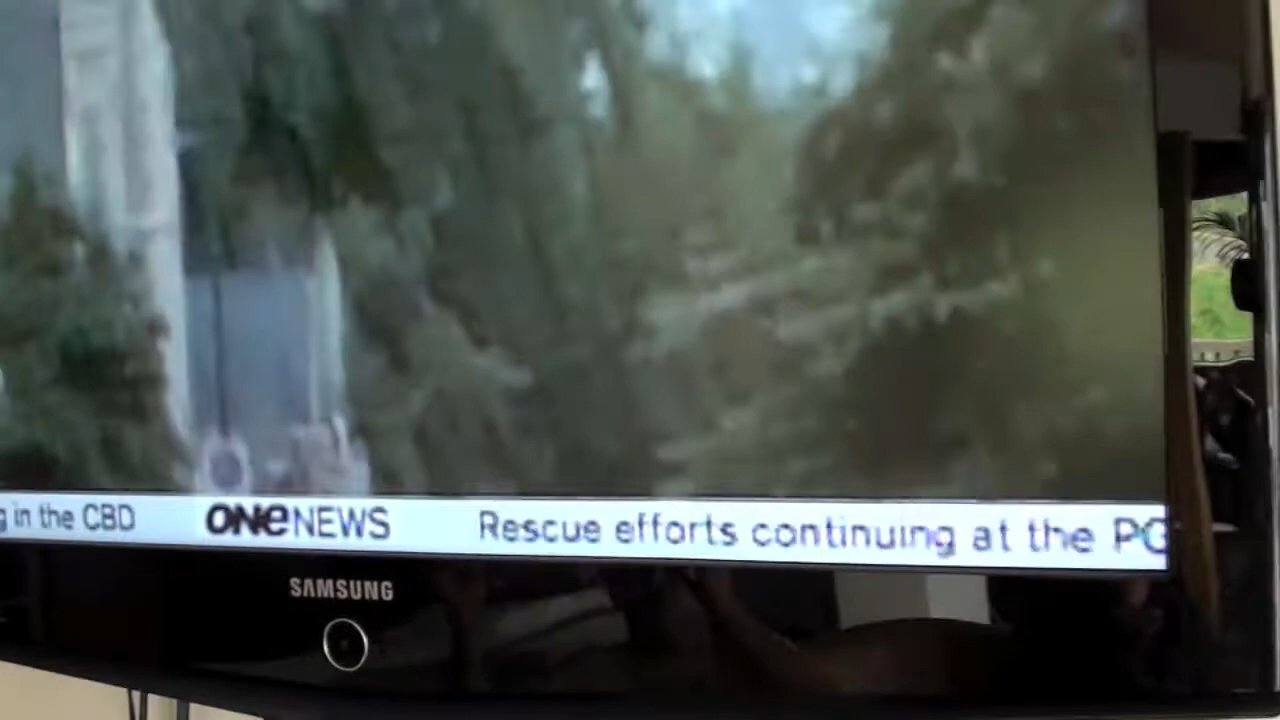 in the CBD ONE NEWS Rescue efforts continuing at the
SAMSUNG